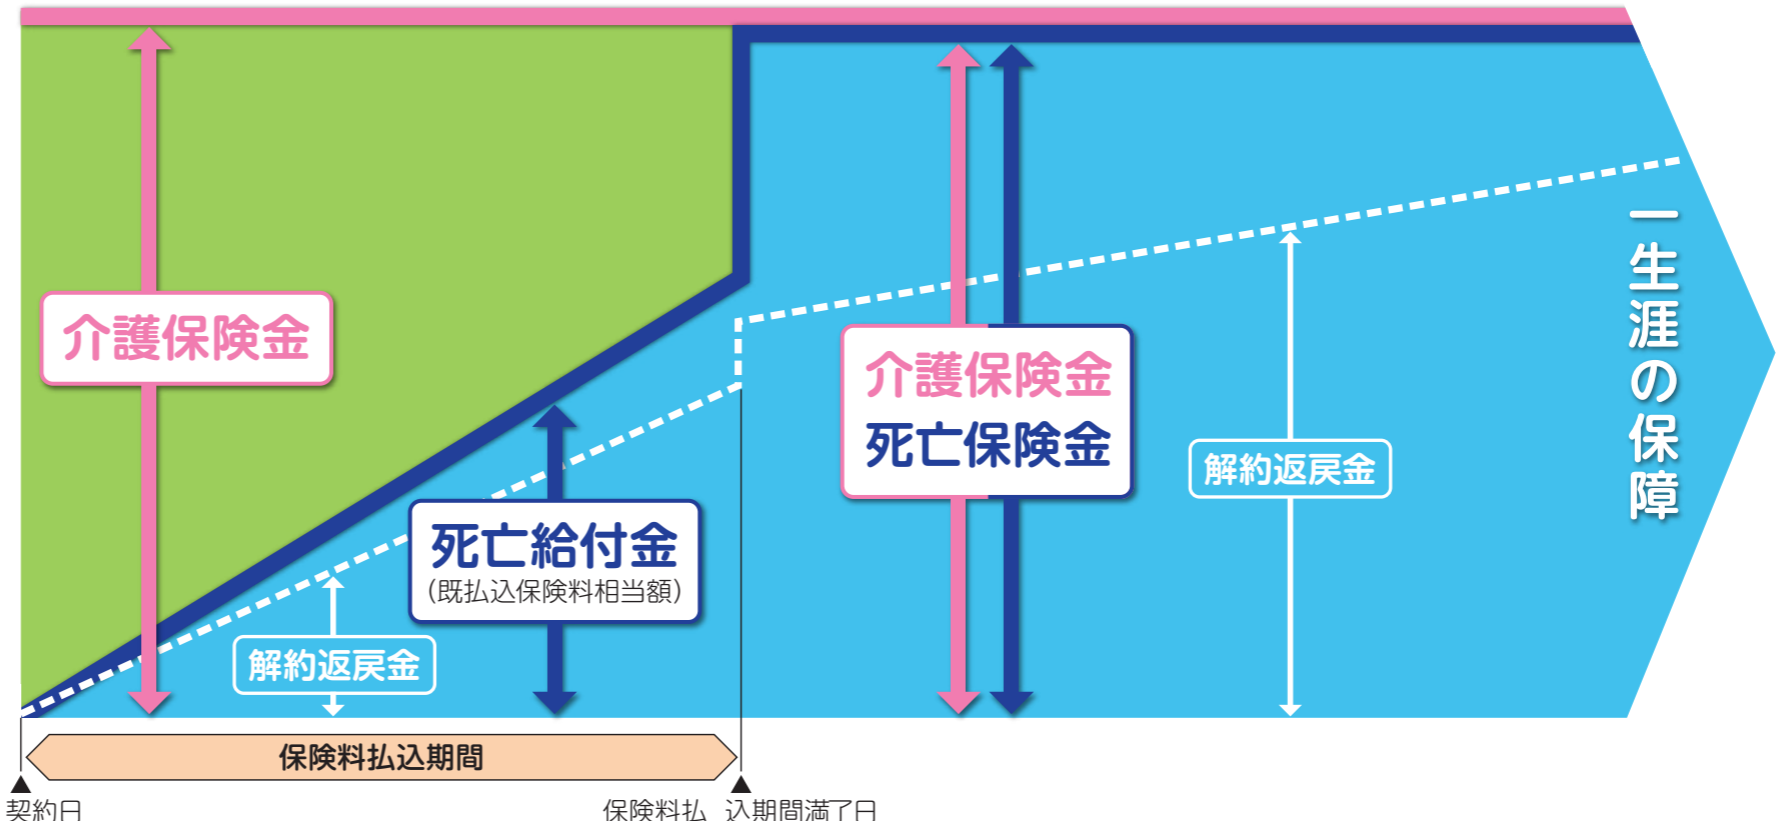 介護保険金
解約返戻金
死亡給付金
（既払込保険料相当額）
介護保険金
死亡保険金
解約返戻金
一生涯の保障
保険料払込期間
契約日
保険料払 込期間満了日